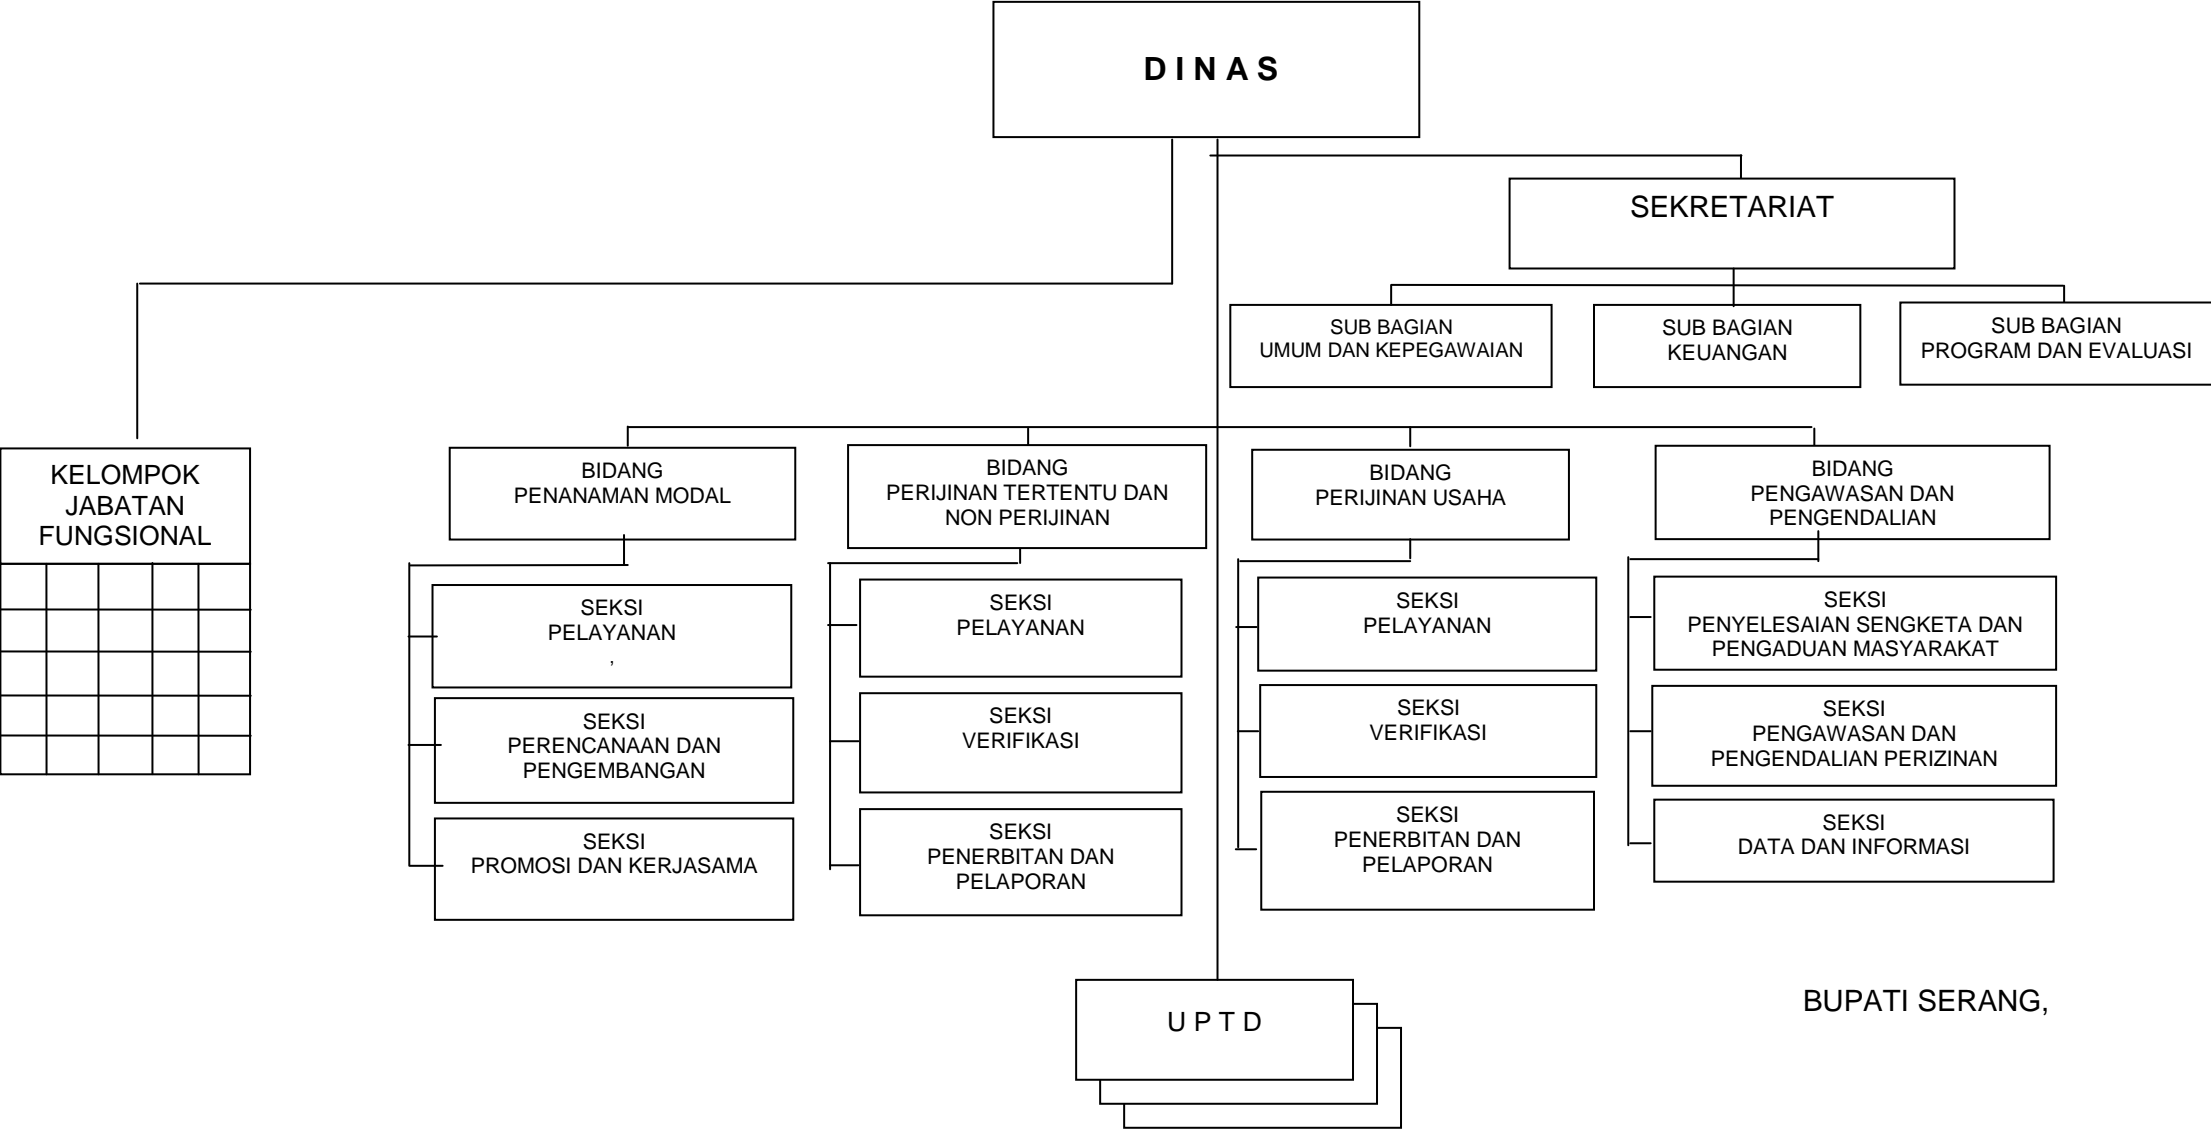 D I N A S
SEKRETARIAT
SUB BAGIAN
UMUM DAN KEPEGAWAIAN
SUB BAGIAN
KEUANGAN
SUB BAGIAN
PROGRAM DAN EVALUASI
KELOMPOK
JABATAN
FUNGSIONAL
BIDANG
PENANAMAN MODAL
BIDANG
PERIJINAN TERTENTU DAN
NON PERIJINAN
BIDANG
PERIJINAN USAHA
BIDANG
PENGAWASAN DAN
PENGENDALIAN
SEKSI
PELAYANAN
,
SEKSI
PERENCANAAN DAN
PENGEMBANGAN
SEKSI
PROMOSI DAN KERJASAMA
SEKSI
PELAYANAN
SEKSI
VERIFIKASI
SEKSI
PENERBITAN DAN
PELAPORAN
SEKSI
PELAYANAN
SEKSI
VERIFIKASI
SEKSI
PENERBITAN DAN
PELAPORAN
SEKSI
PENYELESAIAN SENGKETA DAN
PENGADUAN MASYARAKAT
SEKSI
PENGAWASAN DAN
PENGENDALIAN PERIZINAN
SEKSI
DATA DAN INFORMASI
U P T D
BUPATI SERANG,